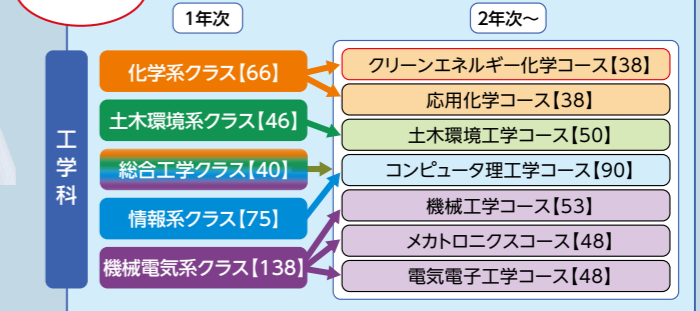 1年次
2年次～
工学科
化学系クラス【66】
土木環境系クラス【46】
総合工学クラス【40】
情報系クラス【75】
機械電気系クラス【138】
クリーンエネルギー化学コース【38】
応用化学コース【38】
土木環境工学コース【50】
コンピュータ理工学コース【90】
機械工学コース【53】
メカトロニクスコース【48】
電気電子工学コース【48】